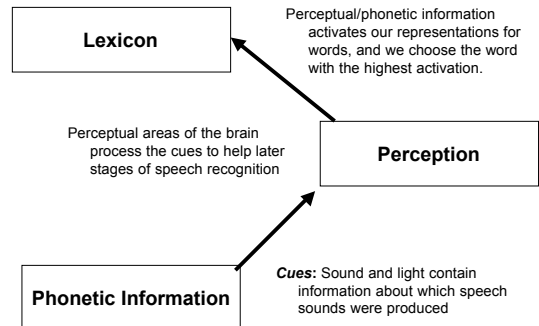 Perceptual/phonetic information
activates our representations for
words, and we choose the word
with the highest activation.
Lexicon
Perceptual areas of the brain
process the cues to help later
stages of speech recognition
Perception
Cues: Sound and light contain
information about which speech
sounds were produced
Phonetic Information